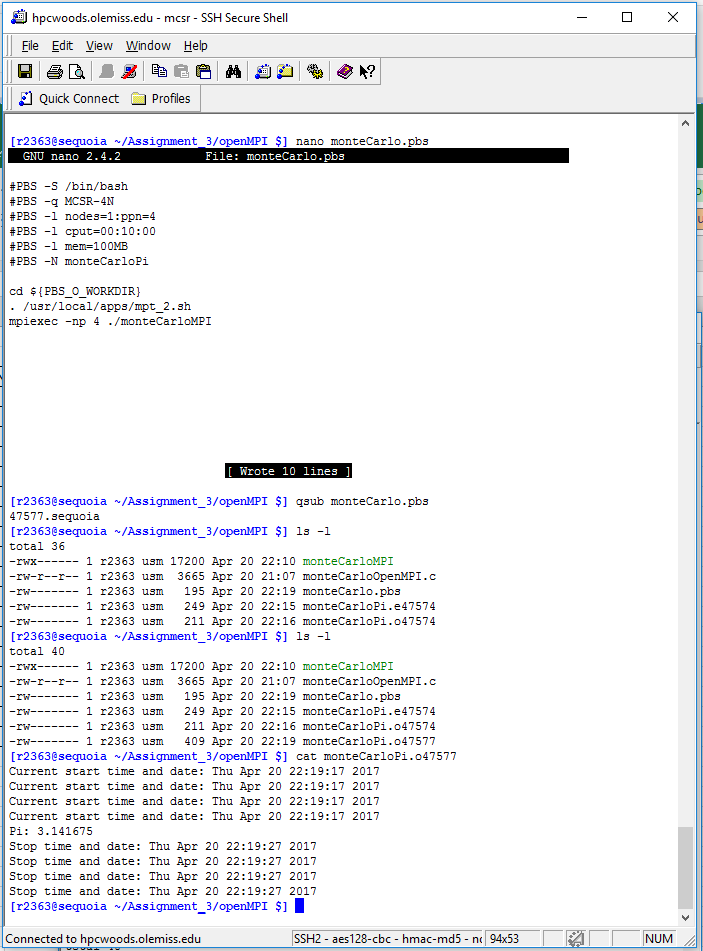 hpcwoods.olemiss.edu - mcsr - SSH Secure Shell
File Edit View Window Help
Quick Connect Profiles
[r2363@sequoia ~/Assignment_3/openMPI $] nano monteCarlo.pbs
GNU nano 2.4.2 File: monteCarlo.pbs
#PBS -S /bin/bash
#PBS -q MCSR-4N
#PBS -l nodes=1:ppn=4
#PBS -l cput=00:10:00
#PBS -l mem=100MB
#PBS -N monteCarloPi
cd ${PBS_O_WORKDIR}
. /usr/local/apps/mpt_2.sh
mpiexec -np 4 ./monteCarloMPI
[ Wrote 10 lines ]
[r2363@sequoia ~/Assignment_3/openMPI $] qsub monteCarlo.pbs
47577.sequoia
[r2363@sequoia ~/Assignment_3/openMPI $] ls -l
total 36
-rwx------ 1 r2363 usm 17200 Apr 20 22:10 monteCarloMPI
-rw-r--r-- 1 r2363 usm 3665 Apr 20 21:07 monteCarloOpenMPI.c
-rw------- 1 r2363 usm 195 Apr 20 22:19 monteCarlo.pbs
-rw------- 1 r2363 usm 249 Apr 20 22:15 monteCarloPi.e47574
-rw------- 1 r2363 usm 211 Apr 20 22:16 monteCarloPi.o47574
[r2363@sequoia ~/Assignment_3/openMPI $] ls -l
total 40
-rwx------ 1 r2363 usm 17200 Apr 20 22:10 monteCarloMPI
-rw-r--r-- 1 r2363 usm 3665 Apr 20 21:07 monteCarloOpenMPI.c
-rw------- 1 r2363 usm 195 Apr 20 22:19 monteCarlo.pbs
-rw------- 1 r2363 usm 249 Apr 20 22:15 monteCarloPi.e47574
-rw------- 1 r2363 usm 211 Apr 20 22:16 monteCarloPi.o47574
-rw------- 1 r2363 usm 409 Apr 20 22:19 monteCarloPi.o47577
[r2363@sequoia ~/Assignment_3/openMPI $] cat monteCarloPi.o47577
Current start time and date: Thu Apr 20 22:19:17 2017
Current start time and date: Thu Apr 20 22:19:17 2017
Current start time and date: Thu Apr 20 22:19:17 2017
Current start time and date: Thu Apr 20 22:19:17 2017
Pi: 3.141675
Stop time and date: Thu Apr 20 22:19:27 2017
Stop time and date: Thu Apr 20 22:19:27 2017
Stop time and date: Thu Apr 20 22:19:27 2017
Stop time and date: Thu Apr 20 22:19:27 2017
[r2363@sequoia ~/Assignment_3/openMPI $]
Connected to hpcwoods.olemiss.edu SSH2 - aes128-cbc - hmac-md5 - nc 94x53 NUM